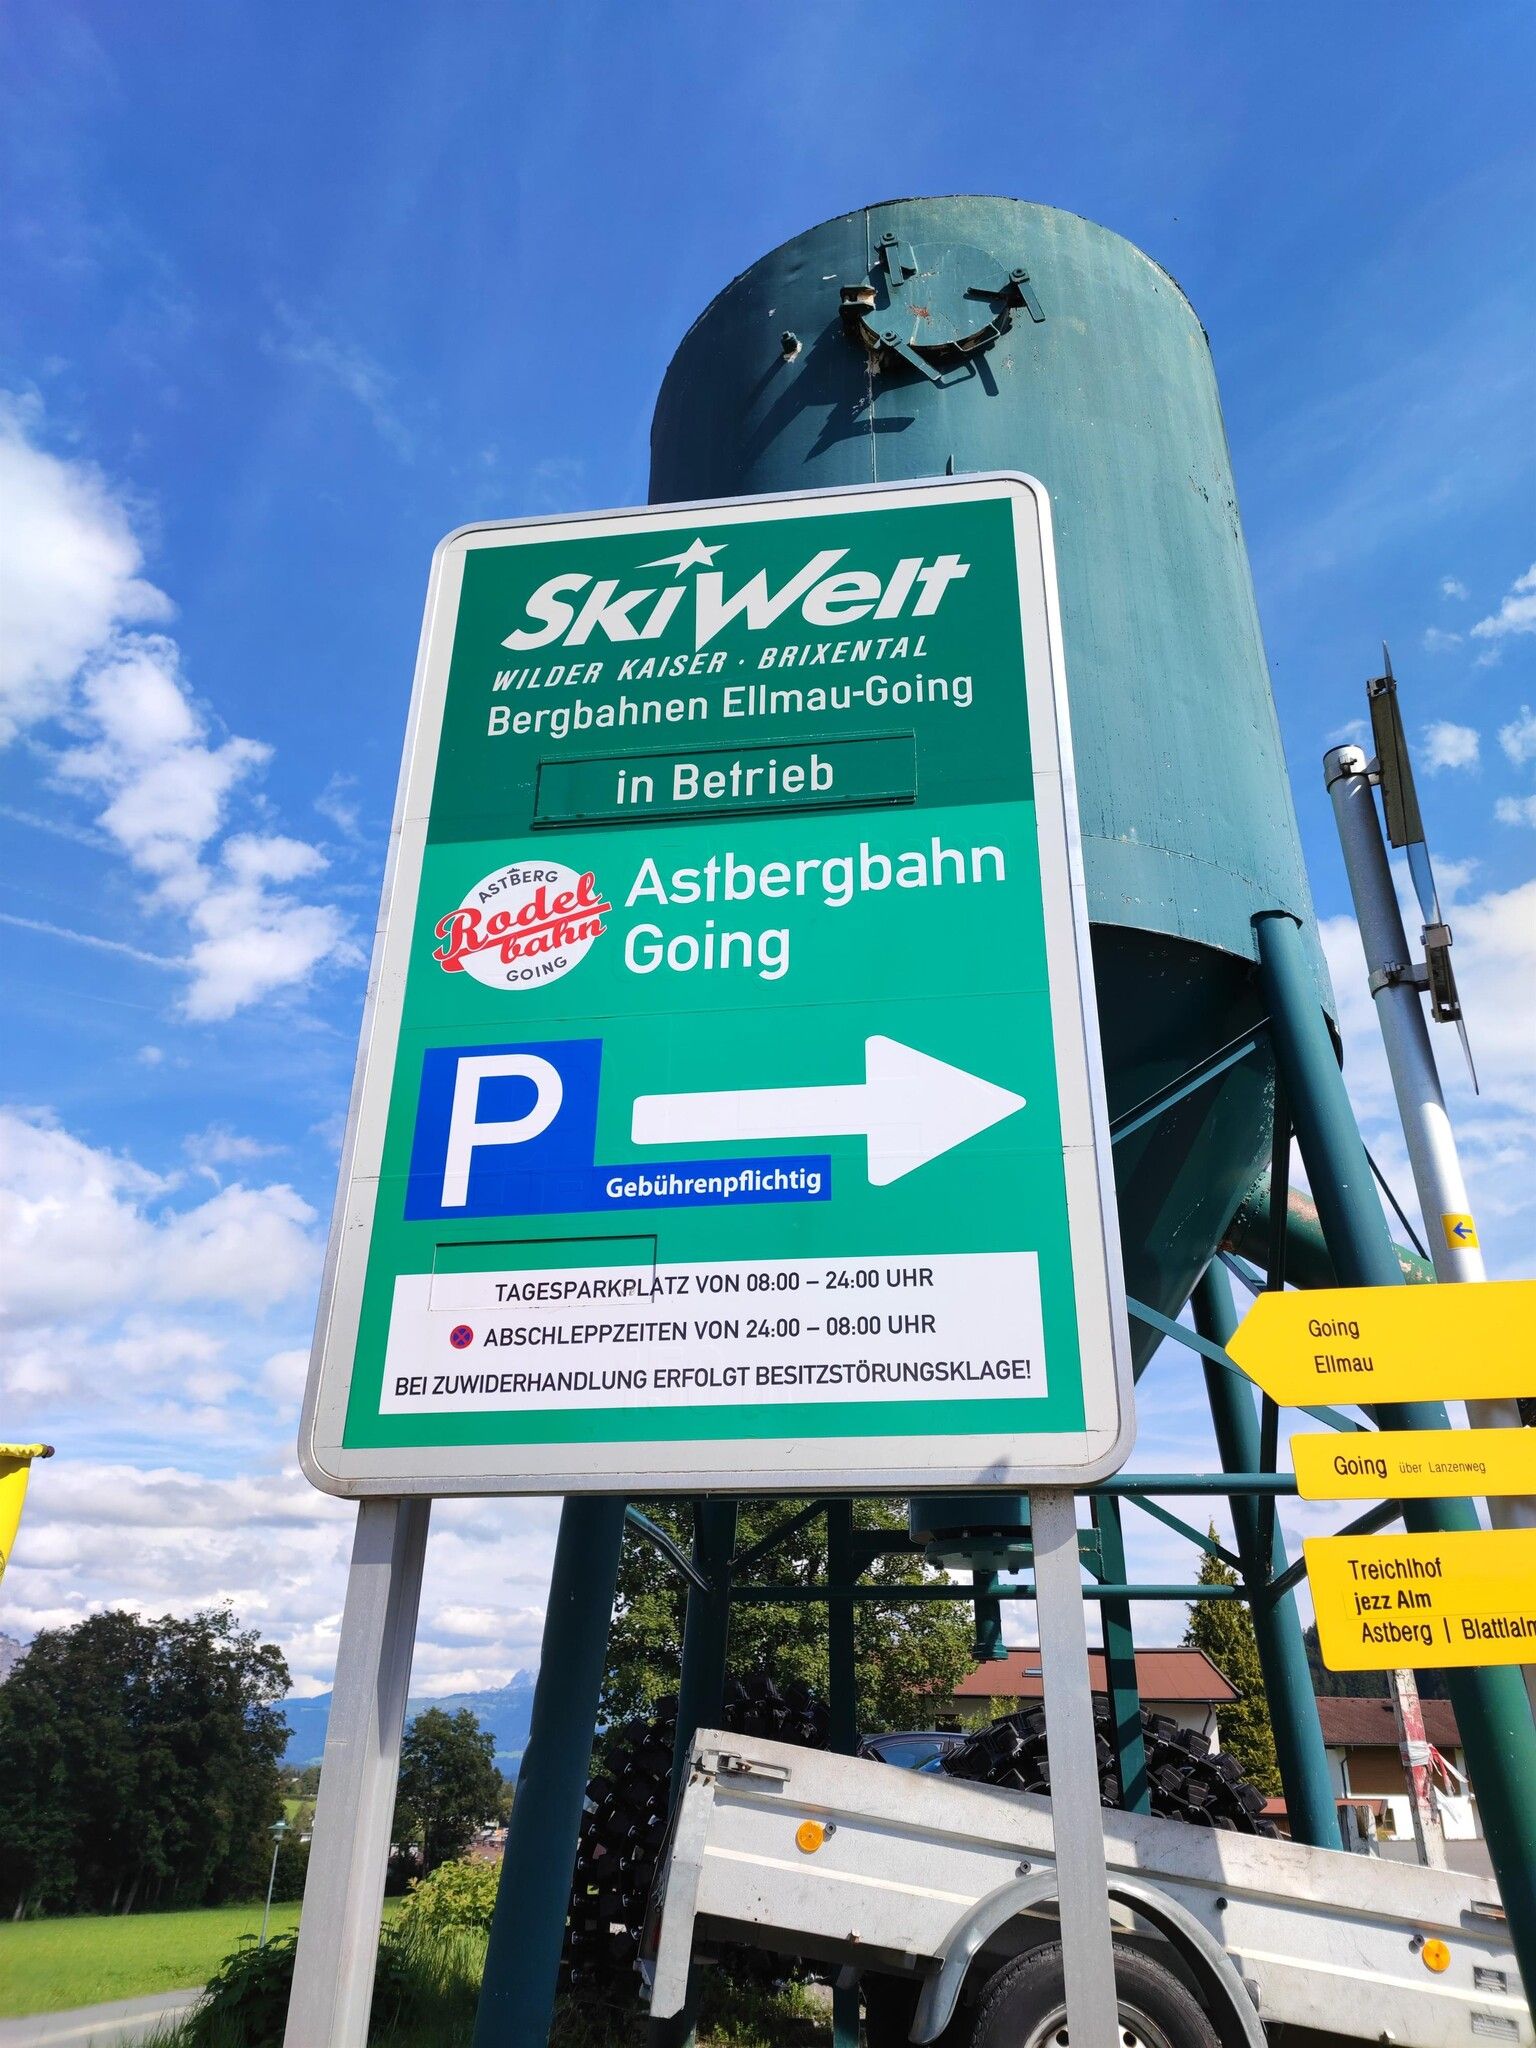 SkiWelt
WILDER KAISER · BRIXENTAL
Bergbahnen Ellmau-Going
in Betrieb
ASTBERG
Rodel
bahn
GOING
Astbergbahn
Going
P
Gebührenpflichtig
TAGESPARKPLATZ VON 08:00 – 24:00 UHR
ABSCHLEPPZEITEN VON 24:00 – 08:00 UHR
BEI ZUWIDERHANDLUNG ERFOLGT BESITZSTÖRUNGSKLAGE!
Going
Ellmau
Going über Lanzenweg
Treichlhof
jezz Alm
Astberg | Blattlalm